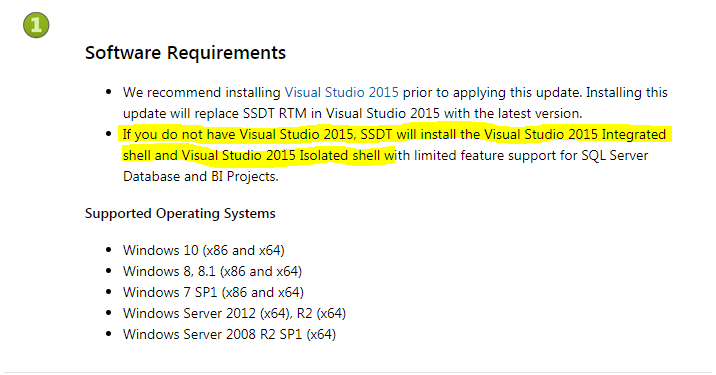 1
Software Requirements
We recommend installing Visual Studio 2015 prior to applying this update. Installing this
update will replace SSDT RTM in Visual Studio 2015 with the latest version.
If you do not have Visual Studio 2015, SSDT will install the Visual Studio 2015 Integrated
shell and Visual Studio 2015 Isolated shell with limited feature support for SQL Server
Database and BI Projects.
Supported Operating Systems
Windows 10 (x86 and x64)
Windows 8, 8.1 (x86 and x64)
Windows 7 SP1 (x86 and x64)
Windows Server 2012 (x64), R2 (x64)
Windows Server 2008 R2 SP1 (x64)